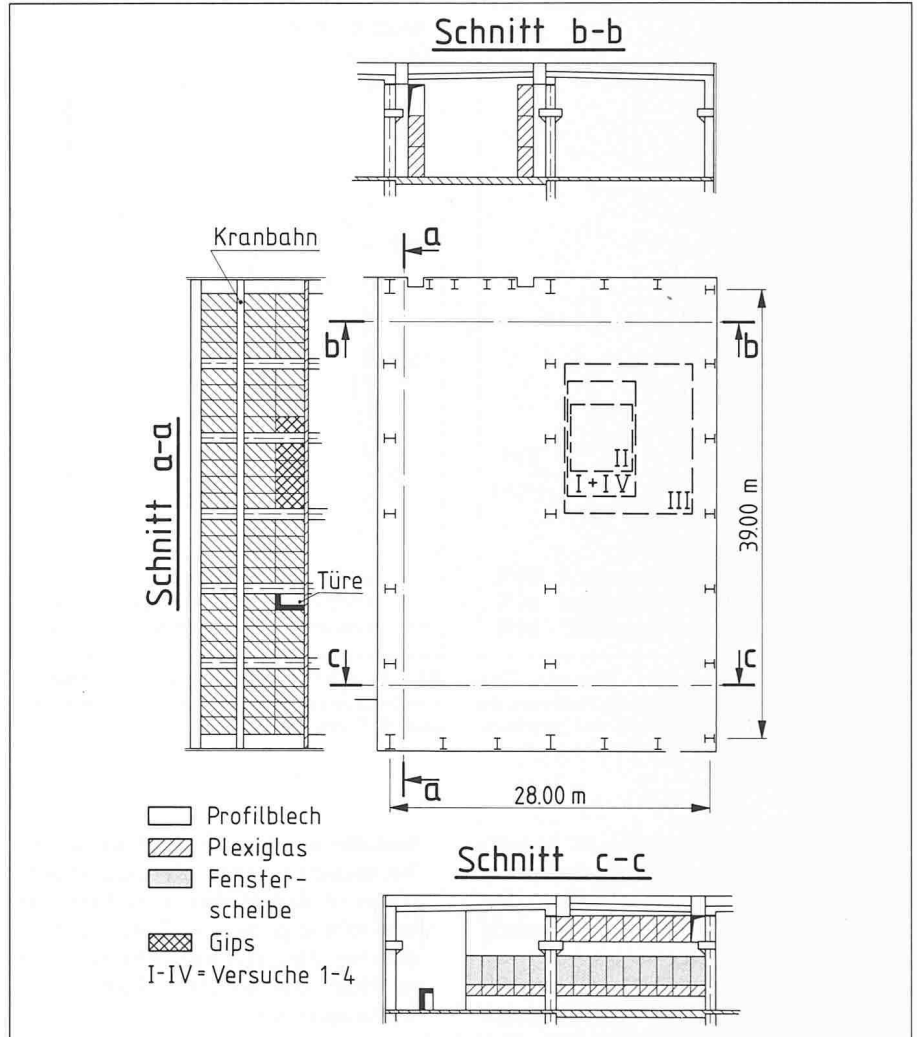 Schnitt b-b
Kranbahn
a
b
b
Schnitt a-a
II
I+IV
III
39.00 m
Türe
c
c
a
28.00 m
Profilblech
Plexiglas
Fenster-
scheibe
Gips
I-IV = Versuche 1-4
Schnitt c-c